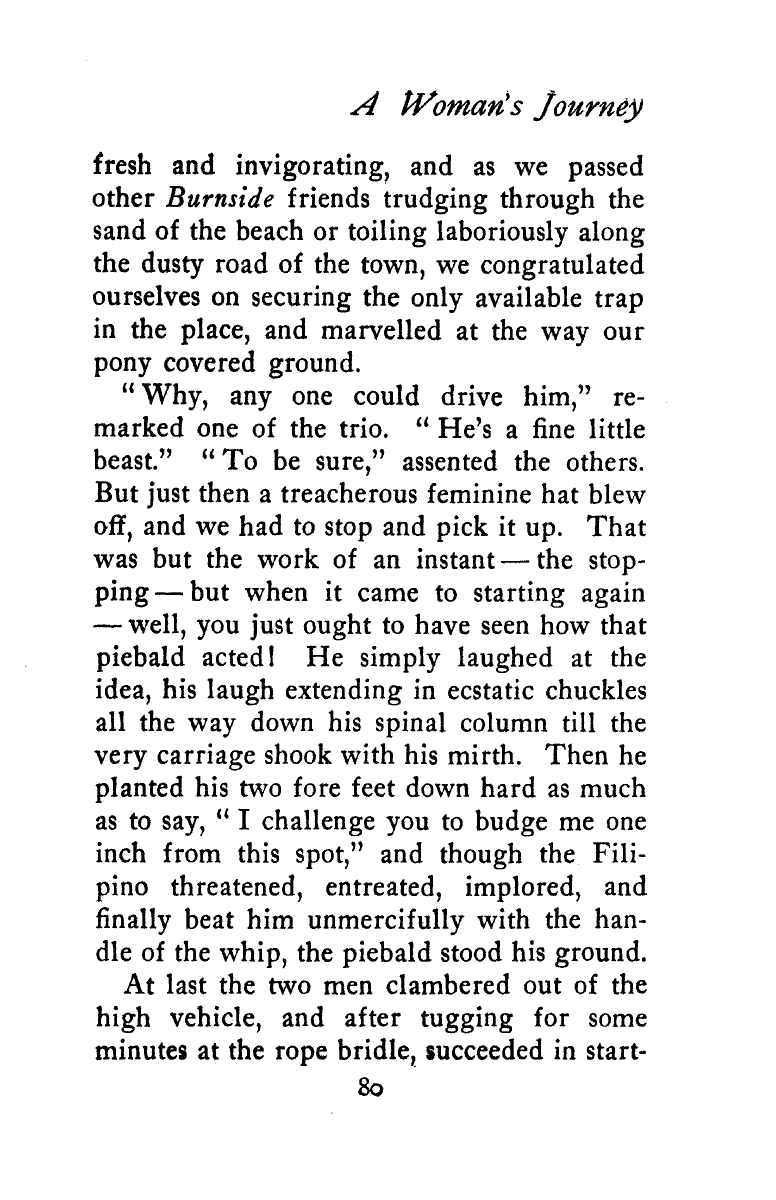 A Woman's Journey
fresh and invigorating, and as we passed
other Burnside friends trudging through the
sand of the beach or toiling laboriously along
the dusty road of the town, we congratulated
ourselves on securing the only available trap
in the place, and marvelled at the way our
pony covered ground.
“Why, any one could drive him,” re-
marked one of the trio. “He's a fine little
beast.” “To be sure,” assented the others.
But just then a treacherous feminine hat blew
off, and we had to stop and pick it up. That
was but the work of an instant — the stop-
ping — but when it came to starting again
— well, you just ought to have seen how that
piebald acted! He simply laughed at the
idea, his laugh extending in ecstatic chuckles
all the way down his spinal column till the
very carriage shook with his mirth. Then he
planted his two fore feet down hard as much
as to say, “I challenge you to budge me one
inch from this spot,” and though the Fili-
pino threatened, entreated, implored, and
finally beat him unmercifully with the han-
dle of the whip, the piebald stood his ground.
At last the two men clambered out of the
high vehicle, and after tugging for some
minutes at the rope bridle, succeeded in start-
80